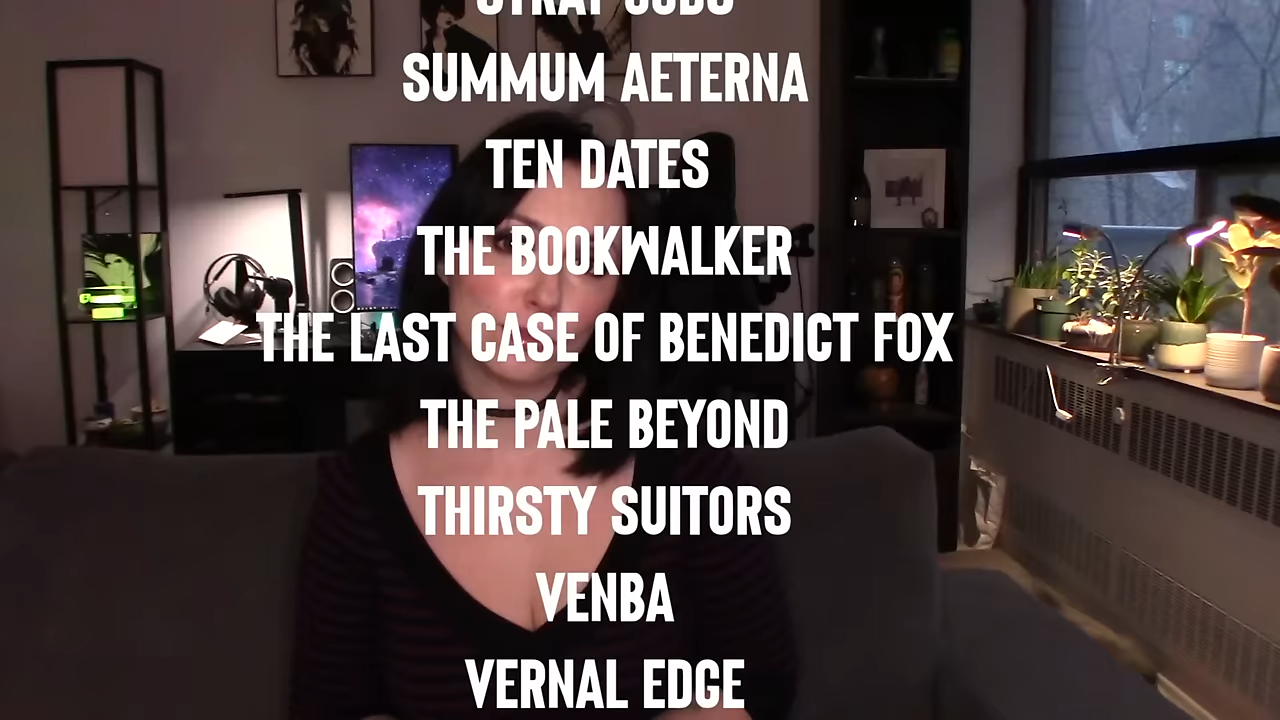 SUMMUM AETERNA
TEN DATES
THE BOOKWALKER
THE LAST CASE OF BENEDICT FOX
THE PALE BEYOND
THIRSTY SUITORS
VENBA
VERNAL EDGE